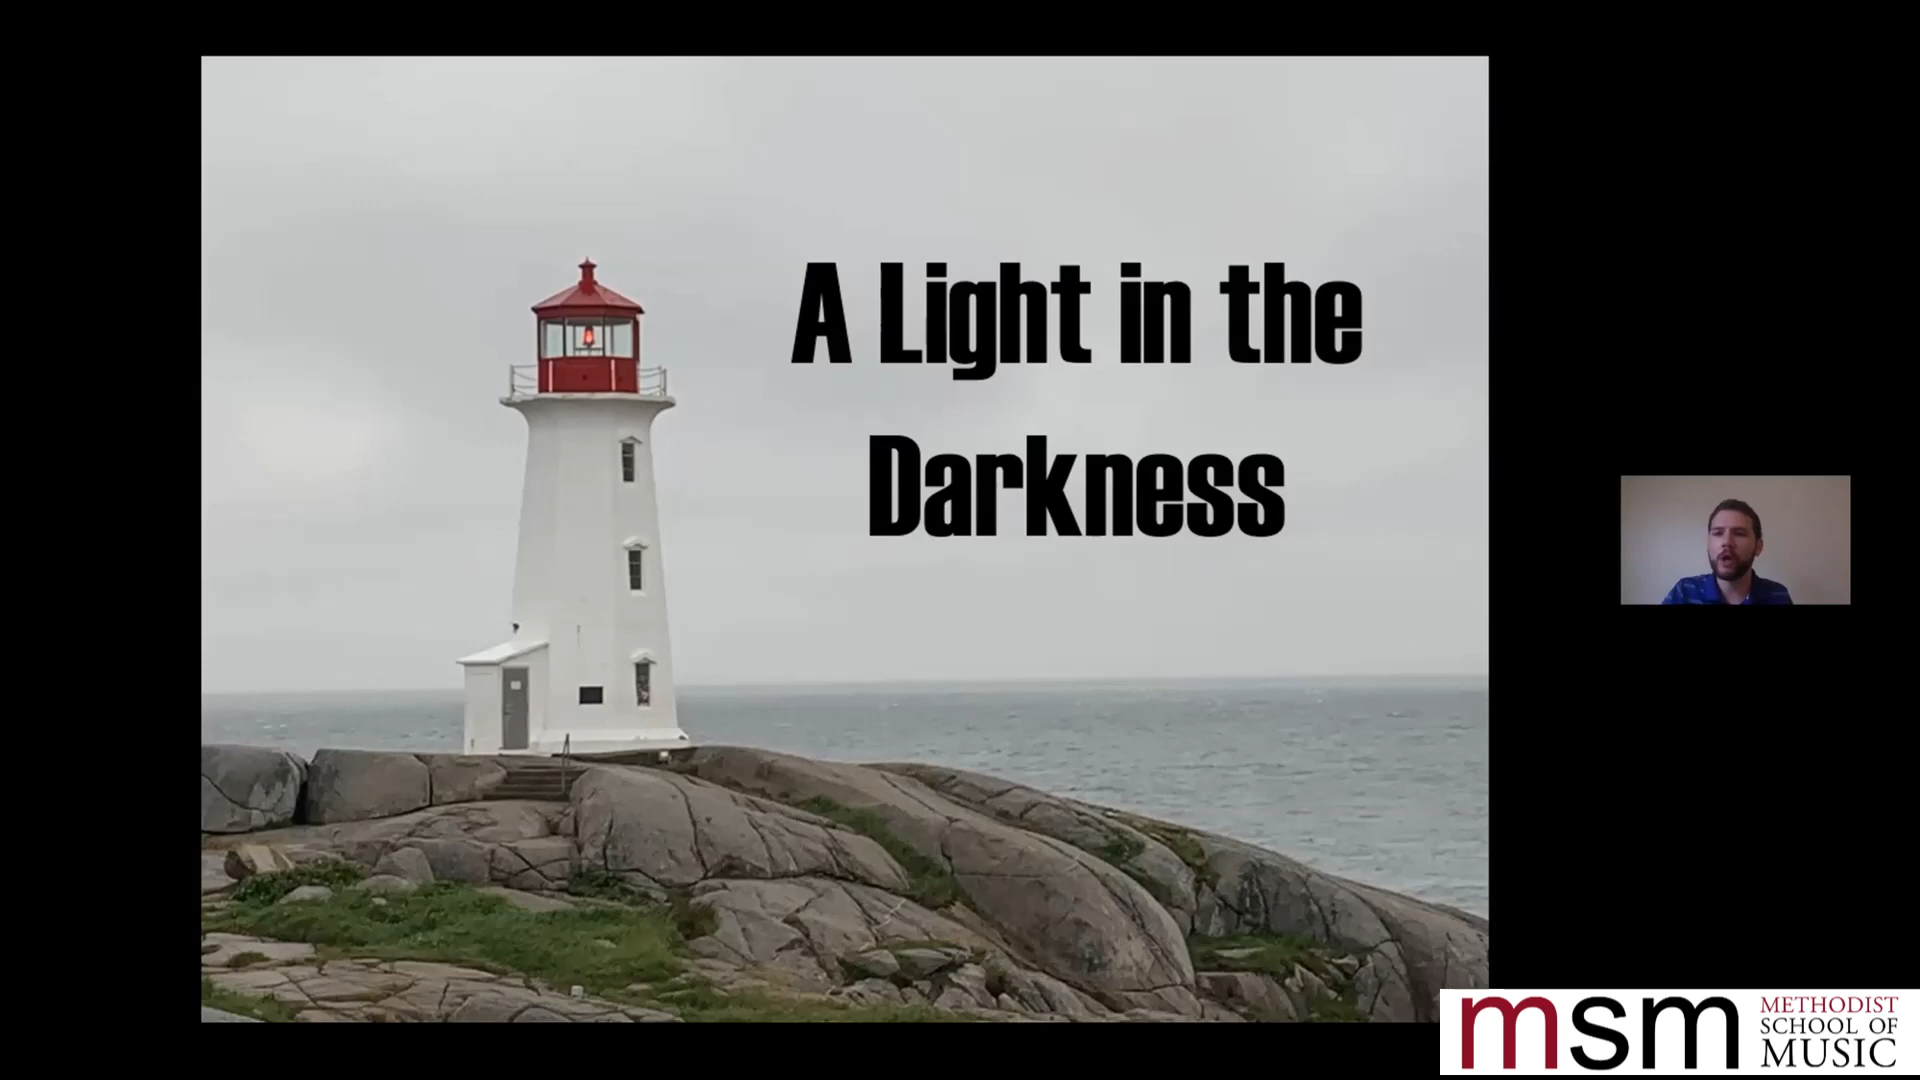 A Light in the
Darkness
msm
METHODIST
SCHOOL OF
MUSIC